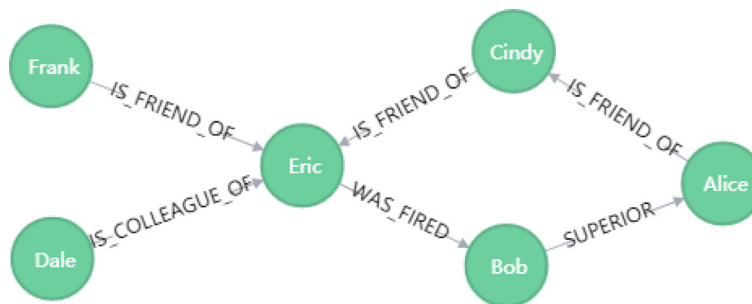 Frank
IS_FRIEND_OF
Cindy
IS_FRIEND_OF
IS_FRIEND_OF
Eric
Alice
IS_COLLEAGUE_OF
WAS_FIRED
SUPERIOR
Dale
Bob